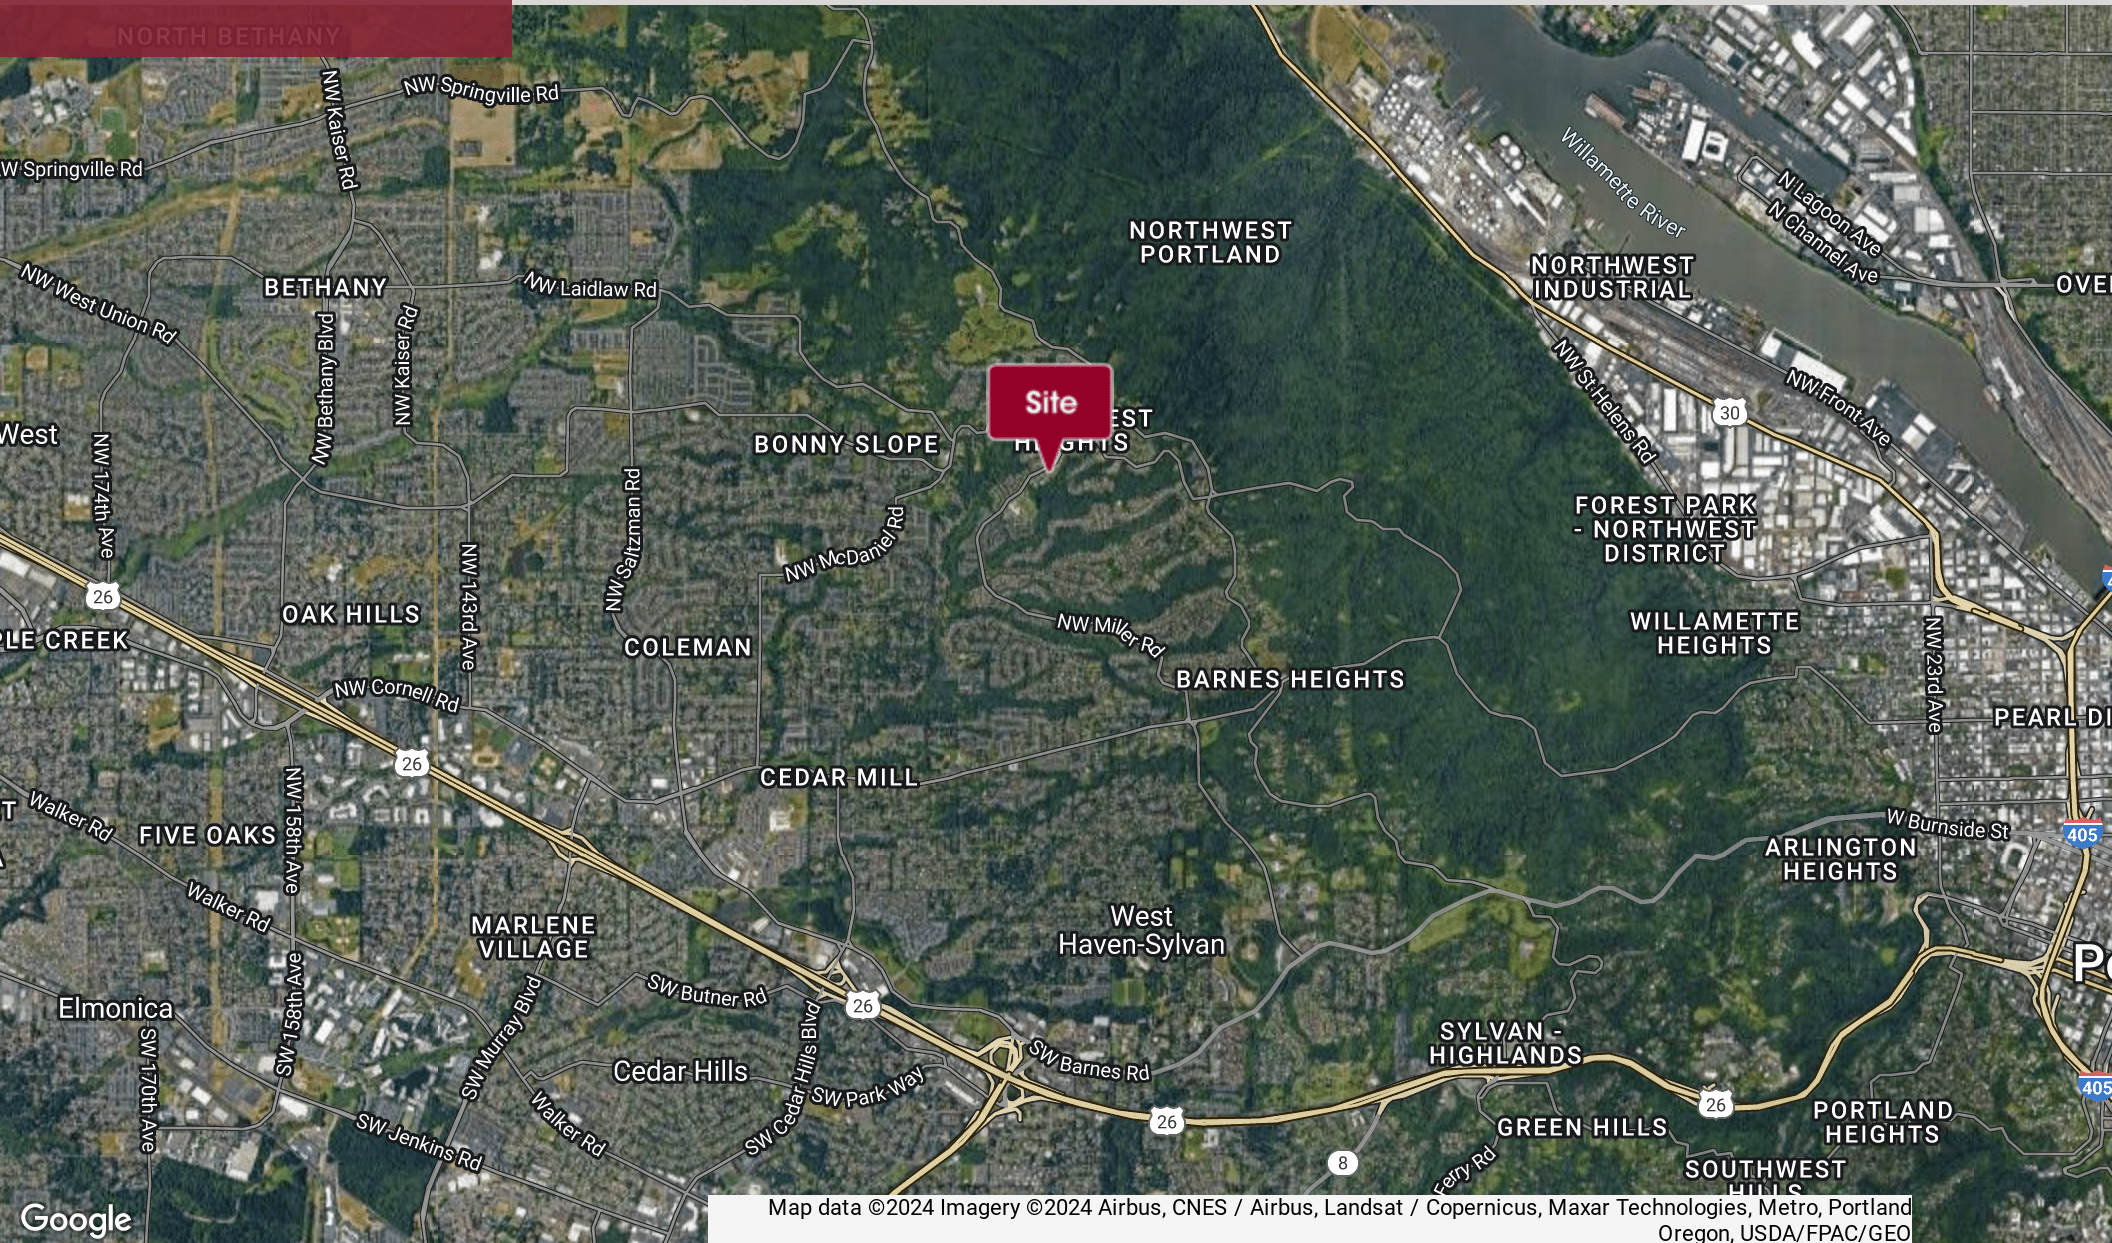 NORTH BETHANY
NW Springville Rd
NW Kaiser Rd
W Springville Rd
Willamette River
N Lagoon Ave
N Channel Ave
NORTHWEST
PORTLAND
NORTHWEST
INDUSTRIAL
OVE
BETHANY
NW Laidlaw Rd
NW West Union Rd
NW Bethany Blvd
NW Kaiser Rd
NW St Helens Rd
30
NW Front Ave
Site
EST
HEIGHTS
West
BONNY SLOPE
NW 174th Ave
NW Saltzman Rd
NW McDaniel Rd
FOREST PARK
- NORTHWEST
DISTRICT
26
NW 143rd Ave
OAK HILLS
PLE CREEK
COLEMAN
NW Miller Rd
WILLAMETTE
HEIGHTS
NW 23rd Ave
BARNES HEIGHTS
NW Cornell Rd
PEARL DI
26
CEDAR MILL
NW 158th Ave
Walker Rd
T
FIVE OAKS
W Burnside St
405
ARLINGTON
HEIGHTS
Walker Rd
MARLENE
VILLAGE
West
Haven-Sylvan
Po
SW 158th Ave
SW Butner Rd
26
Elmonica
SW Murray Blvd
SW Cedar Hills Blvd
SYLVAN -
HIGHLANDS
SW Barnes Rd
Cedar Hills
SW Park Way
405
SW 170th Ave
Walker Rd
26
26
SW Jenkins Rd
GREEN HILLS
PORTLAND
HEIGHTS
8
Ferry Rd
SOUTHWEST
HILLS
Google
Map data ©2024 Imagery ©2024 Airbus, CNES / Airbus, Landsat / Copernicus, Maxar Technologies, Metro, Portland
Oregon, USDA/FPAC/GEO